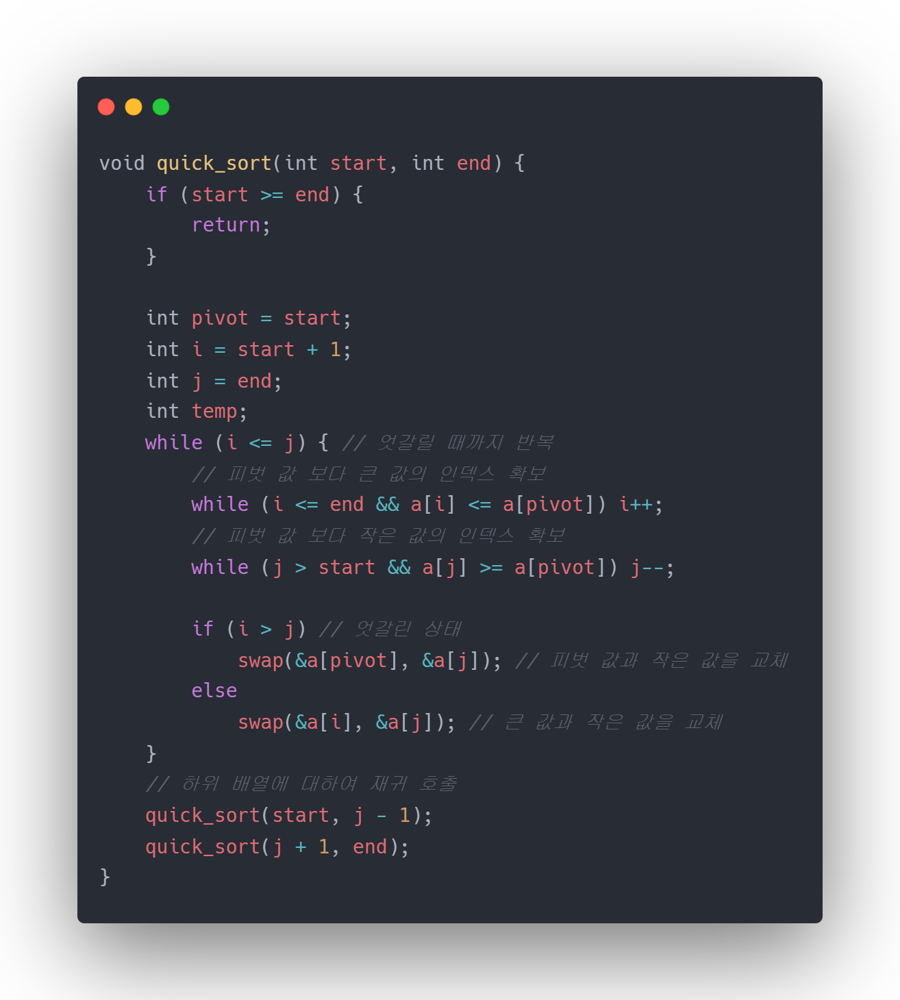 void quick_sort(int start, int end) {
    if (start >= end) {
        return;
    }

    int pivot = start;
    int i = start + 1;
    int j = end;
    int temp;
    while (i <= j) { // 엇갈릴 때까지 반복
        // 피벗 값 보다 큰 값의 인덱스 확보
        while (i <= end && a[i] <= a[pivot]) i++;
        // 피벗 값 보다 작은 값의 인덱스 확보
        while (j > start && a[j] >= a[pivot]) j--;

        if (i > j) // 엇갈린 상태
            swap(&a[pivot], &a[j]); // 피벗 값과 작은 값을 교체
        else
            swap(&a[i], &a[j]); // 큰 값과 작은 값을 교체
    }
    // 하위 배열에 대하여 재귀 호출
    quick_sort(start, j - 1);
    quick_sort(j + 1, end);
}